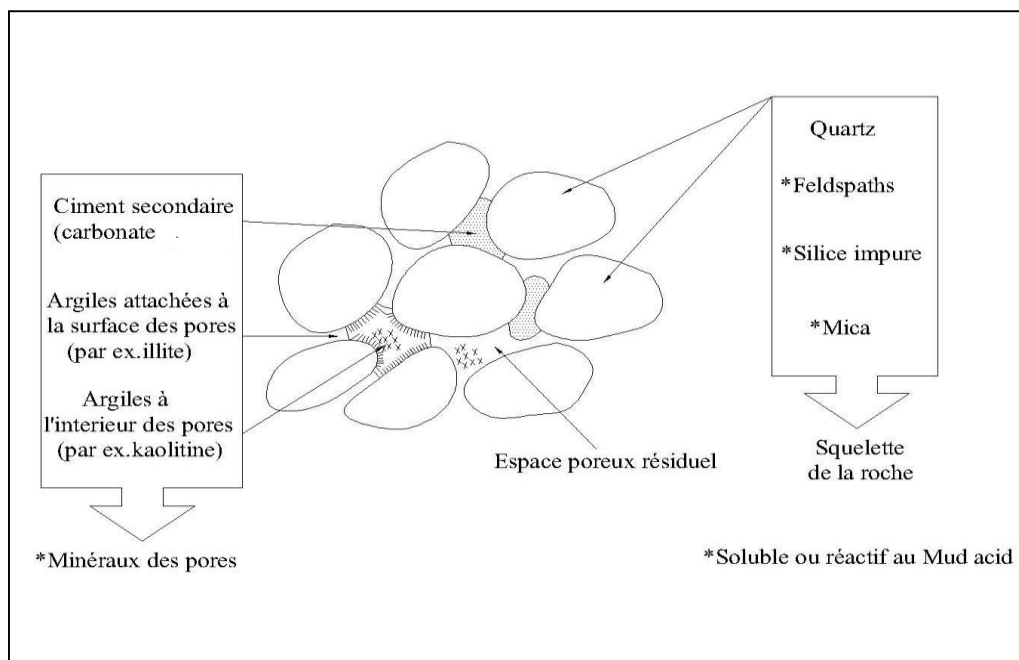 Ciment secondaire
(carbonate .
Argiles attachées à
la surface des pores
(par ex.illite)
Argiles à
l'interieur des pores
(par ex.kaolitine)
*Minéraux des pores
Espace poreux résiduel
Quartz
*Feldspaths
*Silice impure
*Mica
Squelette
de la roche
*Soluble ou réactif au Mud acid